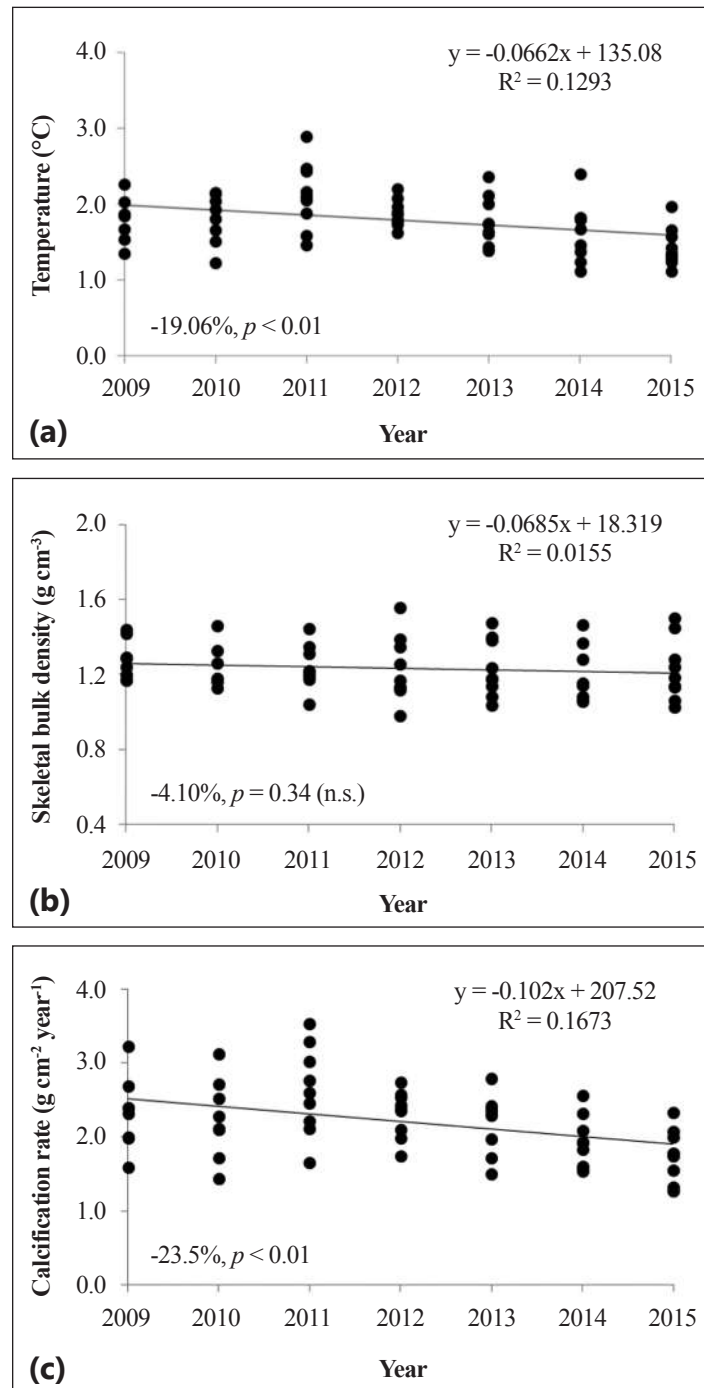 y = -0.0662x + 135.08
R² = 0.1293
4.0
3.0
2.0
1.0
0.0
Temperature (°C)
-19.06%, p < 0.01
2009 2010 2011 2012 2013 2014 2015
Year
(a)
y = -0.0685x + 18.319
R² = 0.0155
2.0
1.6
1.2
0.8
0.4
Skeletal bulk density (g cm⁻³)
-4.10%, p = 0.34 (n.s.)
2009 2010 2011 2012 2013 2014 2015
Year
(b)
y = -0.102x + 207.52
R² = 0.1673
4.0
3.0
2.0
1.0
0.0
Calcification rate (g cm⁻² year⁻¹)
-23.5%, p < 0.01
2009 2010 2011 2012 2013 2014 2015
Year
(c)